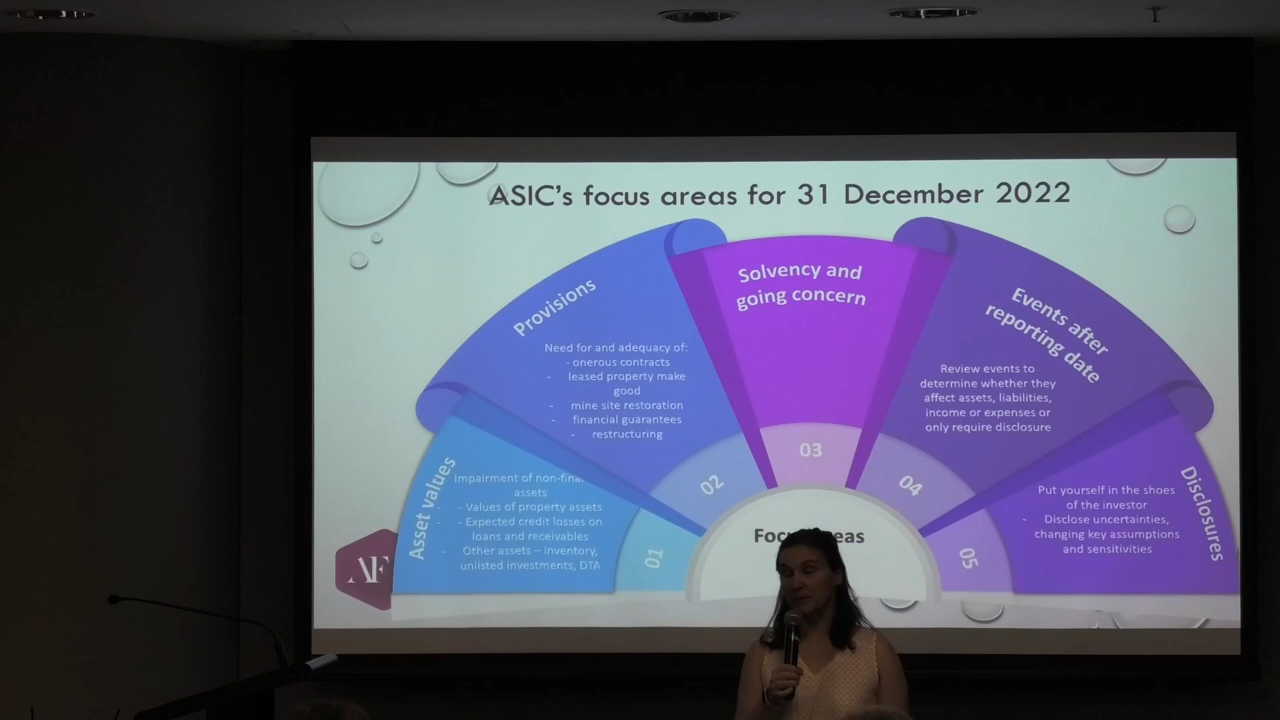 ASIC's focus areas for 31 December 2022
Asset values
Impairment of non-
assets
- Values of property assets
- Expected credit losses on
loans and receivables
- Other assets – inventory,
unlisted investments, DTA
01
Provisions
Need for and adequacy of:
- onerous contracts
- leased property make
good
- mine site restoration
- financial guarantees
- restructuring
02
Solvency and
going concern
03
Events after
reporting date
Review events to
determine whether they
affect assets, liabilities,
income or expenses or
only require disclosure
04
Disclosures
Put yourself in the shoes
of the investor
- Disclose uncertainties,
changing key assumptions
and sensitivities
05
AF